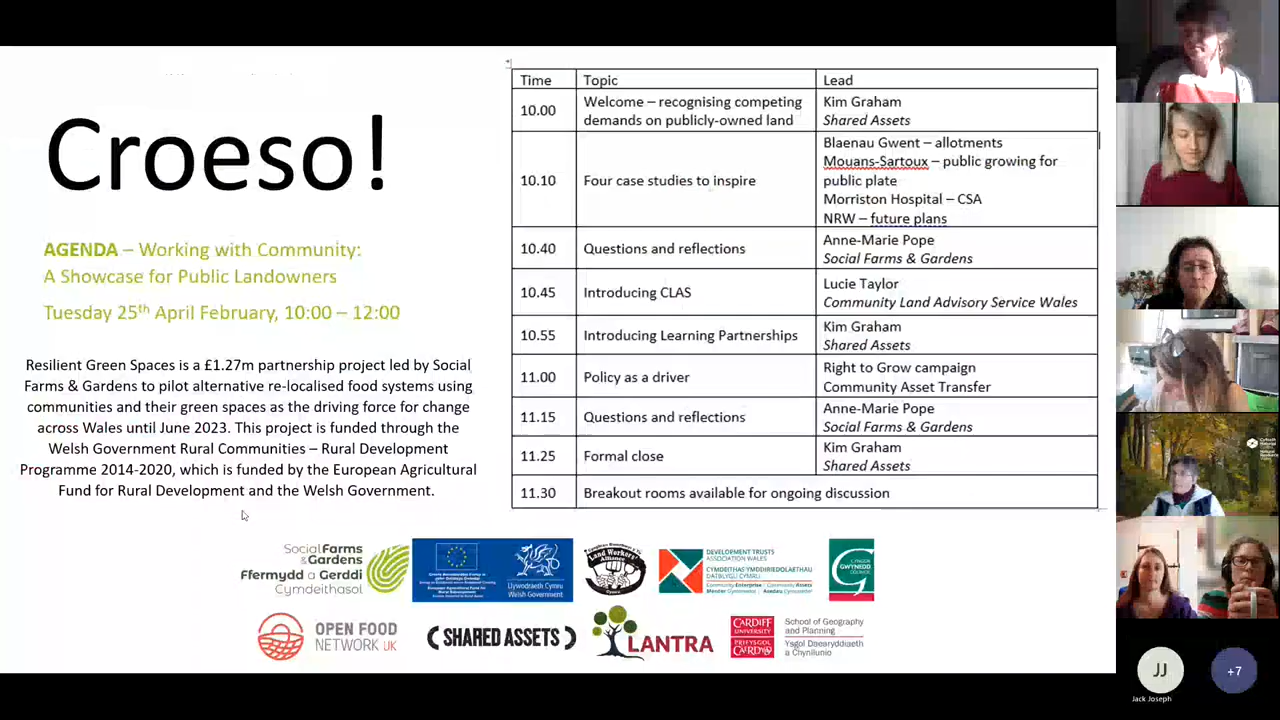 Croeso!
AGENDA – Working with Community:
A Showcase for Public Landowners
Tuesday 25th April February, 10:00 – 12:00
Resilient Green Spaces is a £1.27m partnership project led by Social
Farms & Gardens to pilot alternative re-localised food systems using
communities and their green spaces as the driving force for change
across Wales until June 2023. This project is funded through the
Welsh Government Rural Communities – Rural Development
Programme 2014-2020, which is funded by the European Agricultural
Fund for Rural Development and the Welsh Government.
Time Topic Lead
10.00 Welcome – recognising competing demands on publicly-owned land Kim Graham
Shared Assets
10.10 Four case studies to inspire Blaenau Gwent – allotments
Mouans-Sartoux – public growing for
public plate
Morriston Hospital – CSA
NRW – future plans
10.40 Questions and reflections Anne-Marie Pope
Social Farms & Gardens
10.45 Introducing CLAS Lucie Taylor
Community Land Advisory Service Wales
10.55 Introducing Learning Partnerships Kim Graham
Shared Assets
11.00 Policy as a driver Right to Grow campaign
Community Asset Transfer
11.15 Questions and reflections Anne-Marie Pope
Social Farms & Gardens
11.25 Formal close Kim Graham
Shared Assets
11.30 Breakout rooms available for ongoing discussion
SocialFarms
& Gardens
Ffermydd a Gerddi
Cymdeithasol
Llywodraeth Cymru
Welsh Government
Land Workers'
DEVELOPMENT TRUSTS
ASSOCIATION WALES
CYMDEITHAS YMDDIRIEDOLAETHAU
DATBLYGU CYMRU
CYNGOR
GWYNEDD
COUNCIL
OPEN FOOD
NETWORK UK
SHARED ASSETS
LANTRA
CARDIFF
UNIVERSITY
PRIFYSGOL
CAERDYDD
School of Geography
and Planning
Ysgol Daearyddiaeth
a Chynllunio
JJ
Jack Joseph
+7